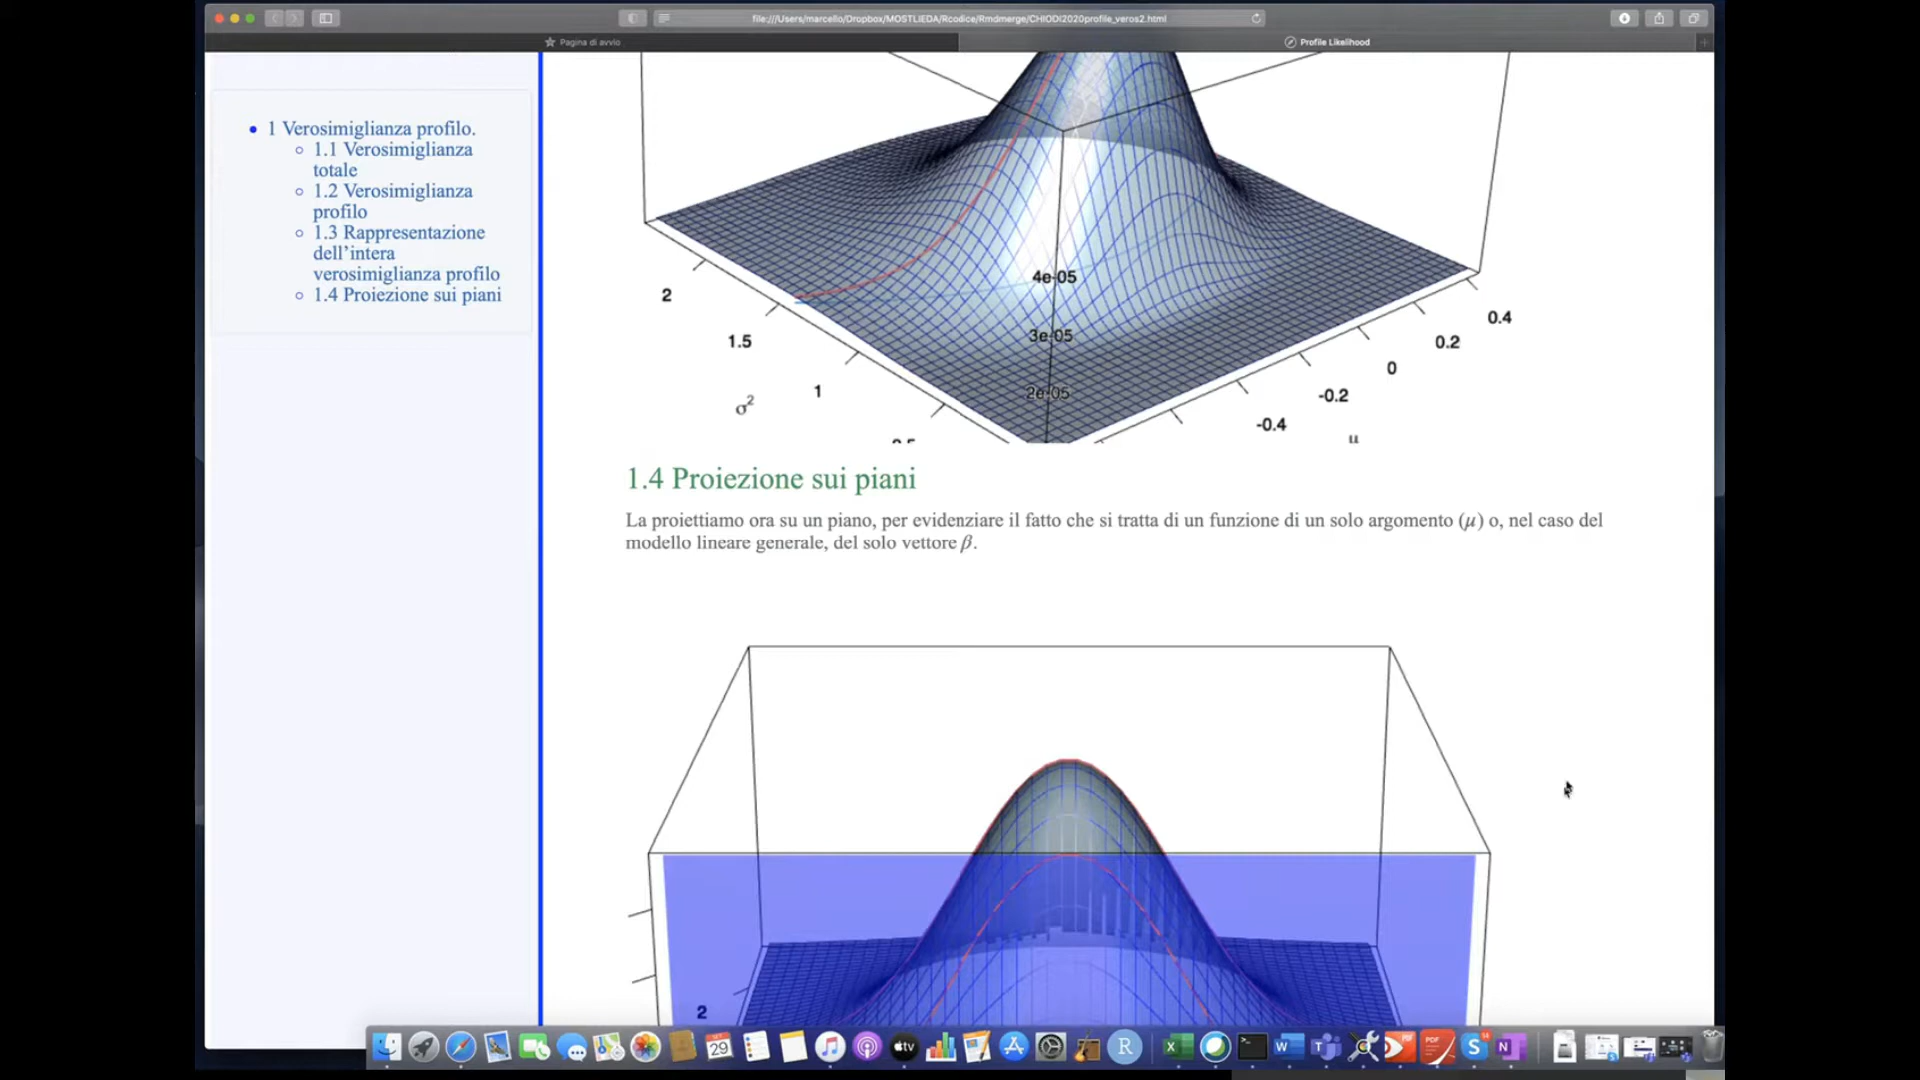 file:///Users/marcello/Dropbox/MOSTLIEDA/Rcodice/Rmdmerge/CHIODI2020profile_veros2.html
Pagina di avvio
Profile Likelihood
1 Verosimiglianza profilo.
1.1 Verosimiglianza
totale
1.2 Verosimiglianza
profilo
1.3 Rappresentazione
dell’intera
verosimiglianza profilo
1.4 Proiezione sui piani
4e-05
3e-05
2e-05
2
1.5
1
σ²
0.4
0.2
0
-0.2
-0.4
μ
1.4 Proiezione sui piani
La proiettiamo ora su un piano, per evidenziare il fatto che si tratta di un funzione di un solo argomento (μ) o, nel caso del
modello lineare generale, del solo vettore β.
2
29
tv
R
X
W
T
PDF
S
N